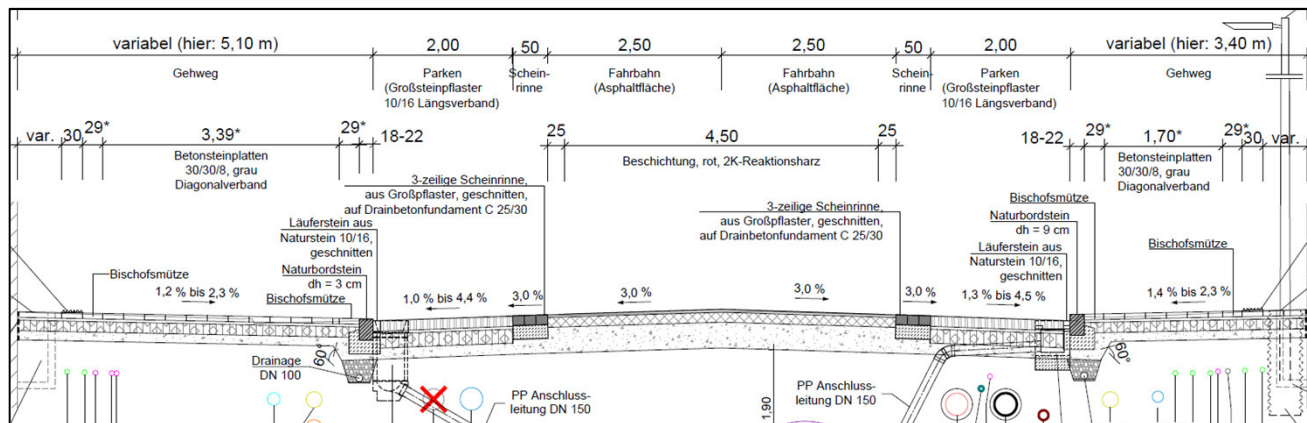 variabel (hier: 5,10 m)
2,00
50
2,50
2,50
50
2,00
variabel (hier: 3,40 m)
Gehweg
Parken
(Großsteinpflaster
10/16 Längsverband)
Schein-
rinne
Fahrbahn
(Asphaltfläche)
Fahrbahn
(Asphaltfläche)
Schein-
rinne
Parken
(Großsteinpflaster
10/16 Längsverband)
Gehweg
var.
30
29*
3,39*
29*
18-22
25
4,50
25
18-22
29*
1,70*
29*
30
var.
Betonsteinplatten
30/30/8, grau
Diagonalverband
Beschichtung, rot, 2K-Reaktionsharz
Betonsteinplatten
30/30/8, grau
Diagonalverband
3-zeilige Scheinrinne,
aus Großpflaster, geschnitten,
auf Drainbetonfundament C 25/30
3-zeilige Scheinrinne,
aus Großpflaster, geschnitten,
auf Drainbetonfundament C 25/30
Läuferstein aus
Naturstein 10/16,
geschnitten
Naturbordstein
dh = 3 cm
Bischofsmütze
Bischofsmütze
Bischofsmütze
Naturbordstein
dh = 9 cm
Läuferstein aus
Naturstein 10/16,
geschnitten
Bischofsmütze
1,2 % bis 2,3 %
1,0 % bis 4,4 %
3,0 %
3,0 %
3,0 %
3,0 %
1,3 % bis 4,5 %
1,4 % bis 2,3 %
Drainage
DN 100
60°
60°
PP Anschluss-
leitung DN 150
1,90
PP Anschluss-
leitung DN 150